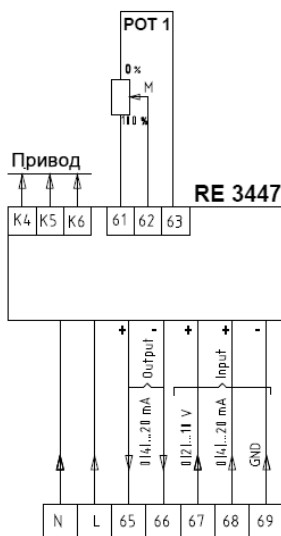 POT 1
0 %
M
100 %
Привод
RE 3447
K4 K5 K6 61 62 63
+ - + + -
0(4)...20 mA Output
0(2)...10 V
0(4)...20 mA Input
GND
N L 65 66 67 68 69